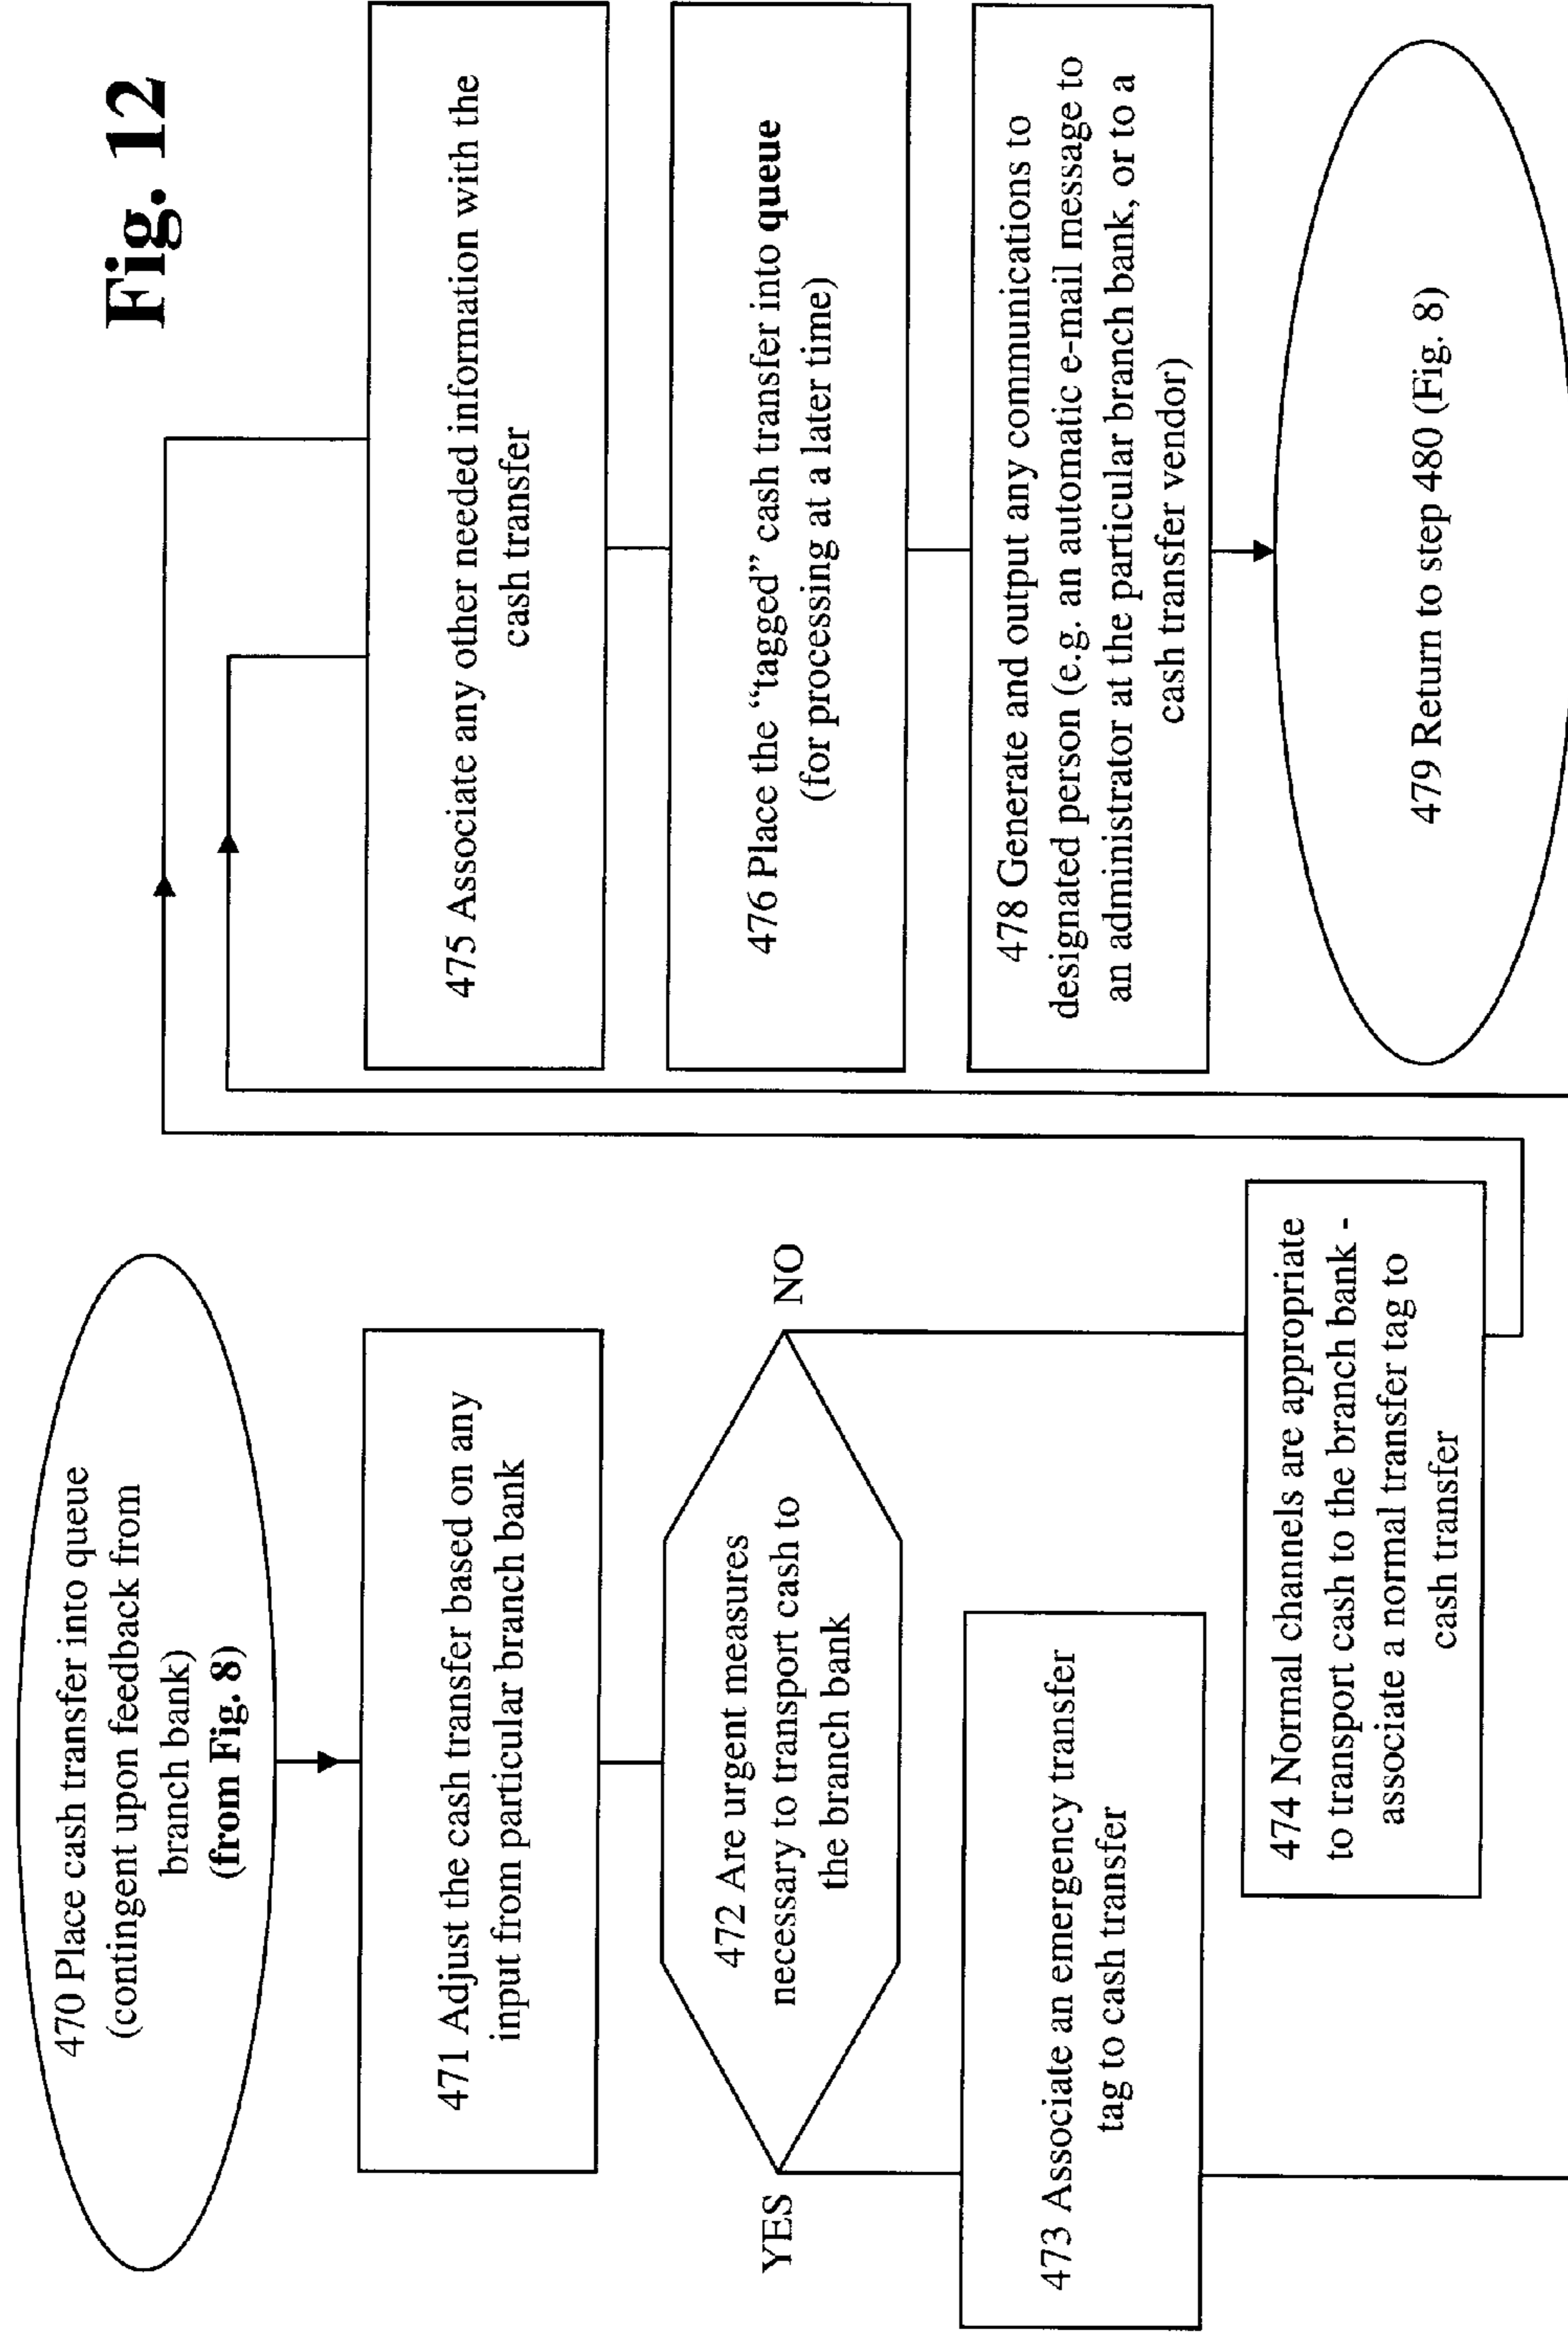 Fig. 12
470 Place cash transfer into queue
(contingent upon feedback from
branch bank)
(from Fig. 8)
471 Adjust the cash transfer based on any
input from particular branch bank
472 Are urgent measures
necessary to transport cash to
the branch bank
YES
NO
473 Associate an emergency transfer
tag to cash transfer
474 Normal channels are appropriate
to transport cash to the branch bank -
associate a normal transfer tag to
cash transfer
475 Associate any other needed information with the
cash transfer
476 Place the “tagged” cash transfer into queue
(for processing at a later time)
478 Generate and output any communications to
designated person (e.g. an automatic e-mail message to
an administrator at the particular branch bank, or to a
cash transfer vendor)
479 Return to step 480 (Fig. 8)